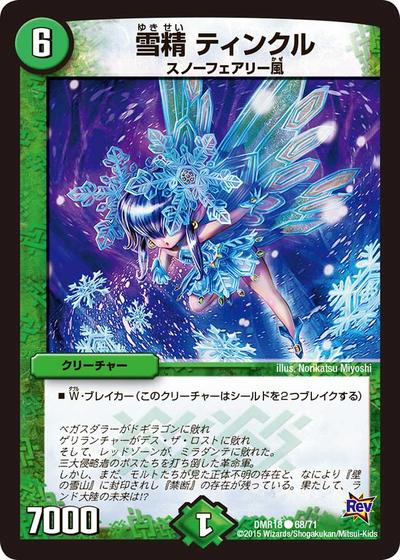 6
ゆきせい
雪精 ティンクル
スノーフェアリー風
かぜ
クリーチャー
illus. Norikatsu Miyoshi
ダブル
■W・ブレイカー(このクリーチャーはシールドを2つブレイクする)
ペガスダラーがドギラゴンに敗れ
ゲリランチャーがデス・ザ・ロストに敗れ
そして、レッドゾーンが、ミラダンテに敗れた。
三大侵略者のボスたちを打ち倒した革命軍。
しかし、まだ、モルトたちが見た正体不明の存在と、なにより『壁
の雪山』に封印されし『禁断』の存在が残っている。果たして、ラ
ンド大陸の未来は!?
7000
1
Rev
DMR18 ● 68/71
©2015 Wizards/Shogakukan/Mitsui-Kids